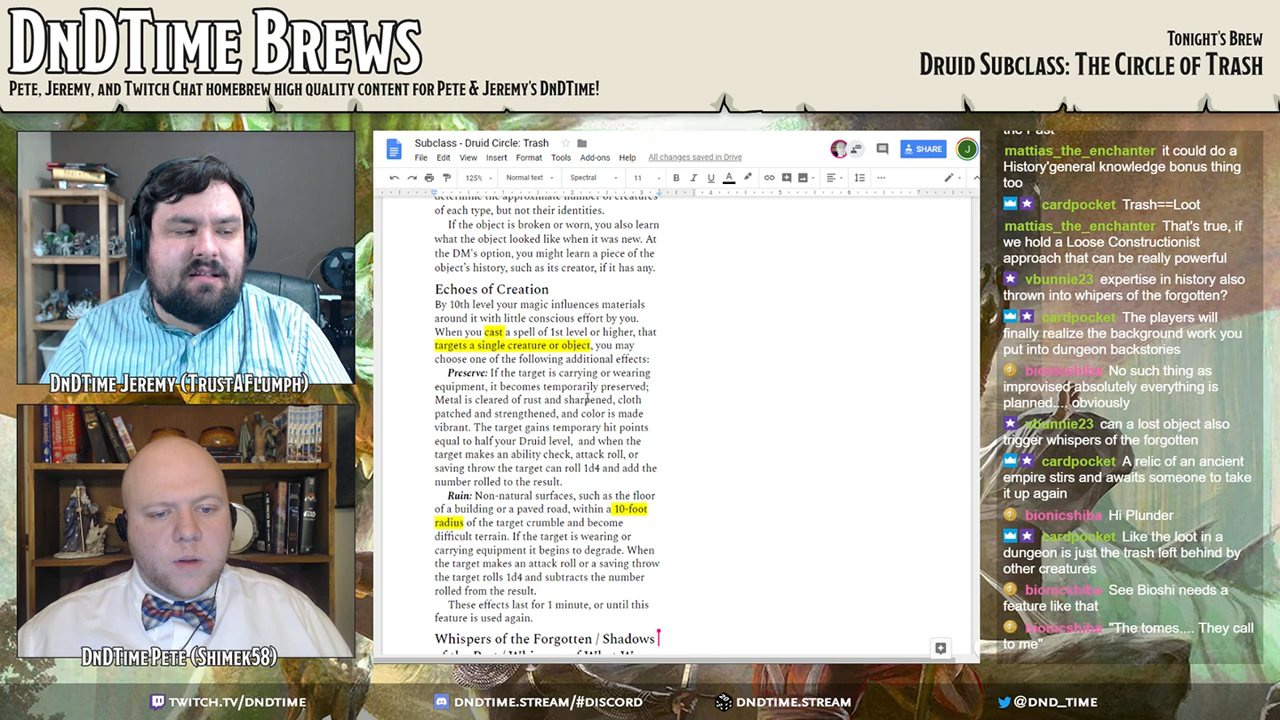 DnDTime Brews
Pete, Jeremy, and Twitch Chat homebrew high quality content for Pete & Jeremy's DnDTime!
Tonight's Brew
Druid Subclass: The Circle of Trash
DnDTime Jeremy (TrustAFlumph)
DnDTime Pete (Shimek58)
Subclass - Druid Circle: Trash
File Edit View Insert Format Tools Add-ons Help All changes saved in Drive
SHARE
J
125% Normal text Spectral 11 B I U A
determine the approximate number of creatures
of each type, but not their identities.
If the object is broken or worn, you also learn
what the object looked like when it was new. At
the DM's option, you might learn a piece of the
object's history, such as its creator, if it has any.
Echoes of Creation
By 10th level your magic influences materials
around it with little conscious effort by you.
When you cast a spell of 1st level or higher, that
targets a single creature or object, you may
choose one of the following additional effects:
Preserve: If the target is carrying or wearing
equipment, it becomes temporarily preserved;
Metal is cleared of rust and sharpened, cloth
patched and strengthened, and color is made
vibrant. The target gains temporary hit points
equal to half your Druid level, and when the
target makes an ability check, attack roll, or
saving throw the target can roll 1d4 and add the
number rolled to the result.
Ruin: Non-natural surfaces, such as the floor
of a building or a paved road, within a 10-foot
radius of the target crumble and become
difficult terrain. If the target is wearing or
carrying equipment it begins to degrade. When
the target makes an attack roll or a saving throw
the target rolls 1d4 and subtracts the number
rolled from the result.
These effects last for 1 minute, or until this
feature is used again.
Whispers of the Forgotten / Shadows
the Past
mattias_the_enchanter it could do a
History'general knowledge bonus thing
too
cardpocket Trash==Loot
mattias_the_enchanter That's true, if
we hold a Loose Constructionist
approach that can be really powerful
vbunnie23 expertise in history also
thrown into whipers of the forgotten?
cardpocket The players will
finally realize the background work you
put into dungeon backstories
bionicshiba No such thing as
improvised absolutely everything is
planned.... obviously
vbunnie23 can a lost object also
trigger whispers of the forgotten
cardpocket A relic of an ancient
empire stirs and awaits someone to take
it up again
bionicshiba Hi Plunder
cardpocket Like the loot in a
dungeon is just the trash left behind by
other creatures
bionicshiba See Bioshi needs a
feature like that
bionicshiba "The tomes.... They call
to me"
twitch.tv/dndtime
dndtime.stream/#discord
dndtime.stream
@dnd_time